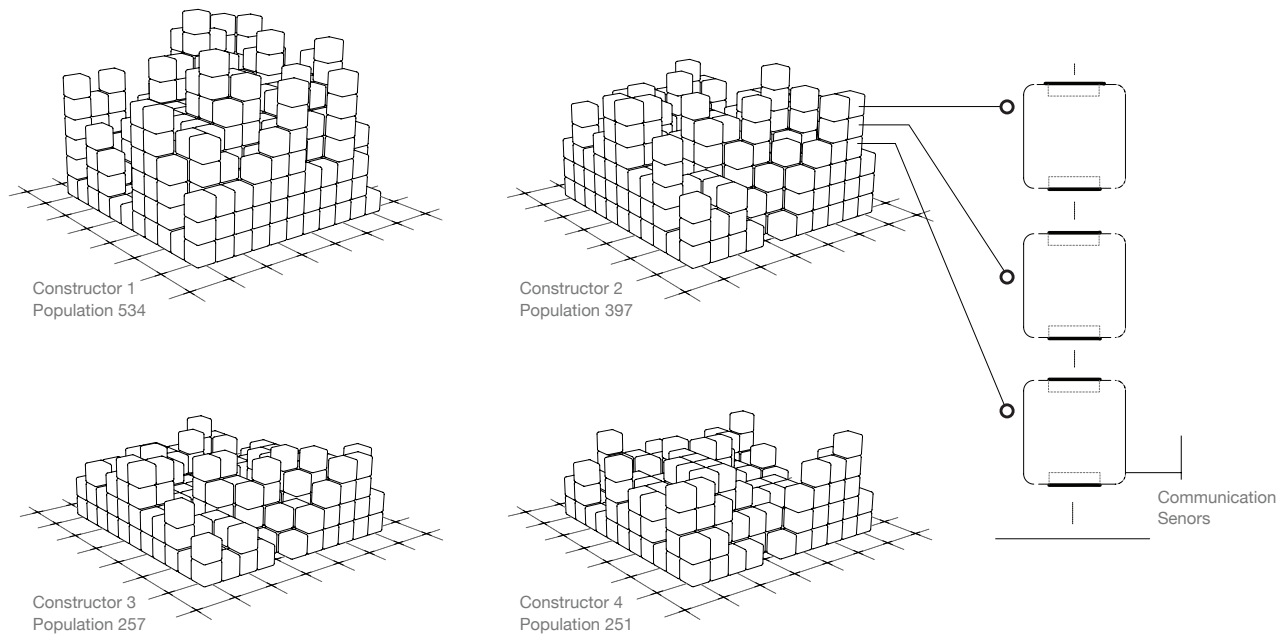 Constructor 1
Population 534
Constructor 2
Population 397
Communication
Senors
Constructor 3
Population 257
Constructor 4
Population 251